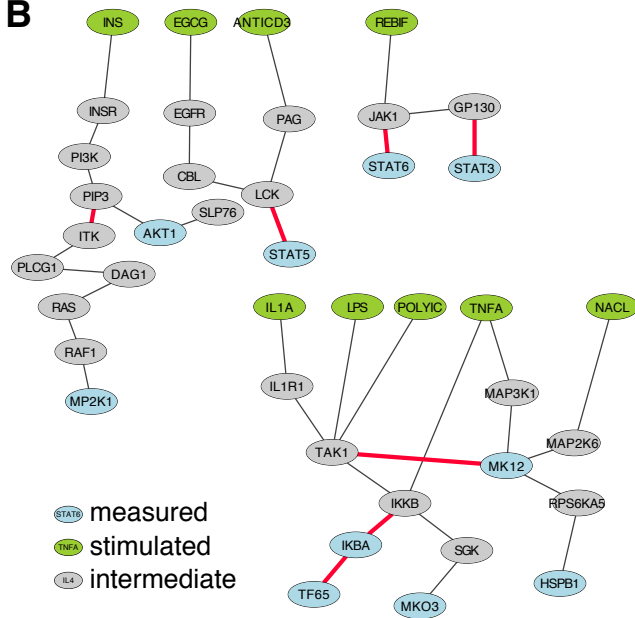 B
INS
EGCG
ANTICD3
REBIF
INSR
EGFR
PAG
JAK1
GP130
PI3K
CBL
STAT6
STAT3
PIP3
SLP76
LCK
ITK
AKT1
STAT5
PLCG1
DAG1
RAS
RAF1
MP2K1
IL1A
LPS
POLYIC
TNFA
NACL
IL1R1
MAP3K1
TAK1
MAP2K6
MK12
IKKB
RPS6KA5
IKBA
SGK
TF65
MKO3
HSPB1
STAT6 measured
TNFA stimulated
IL4 intermediate